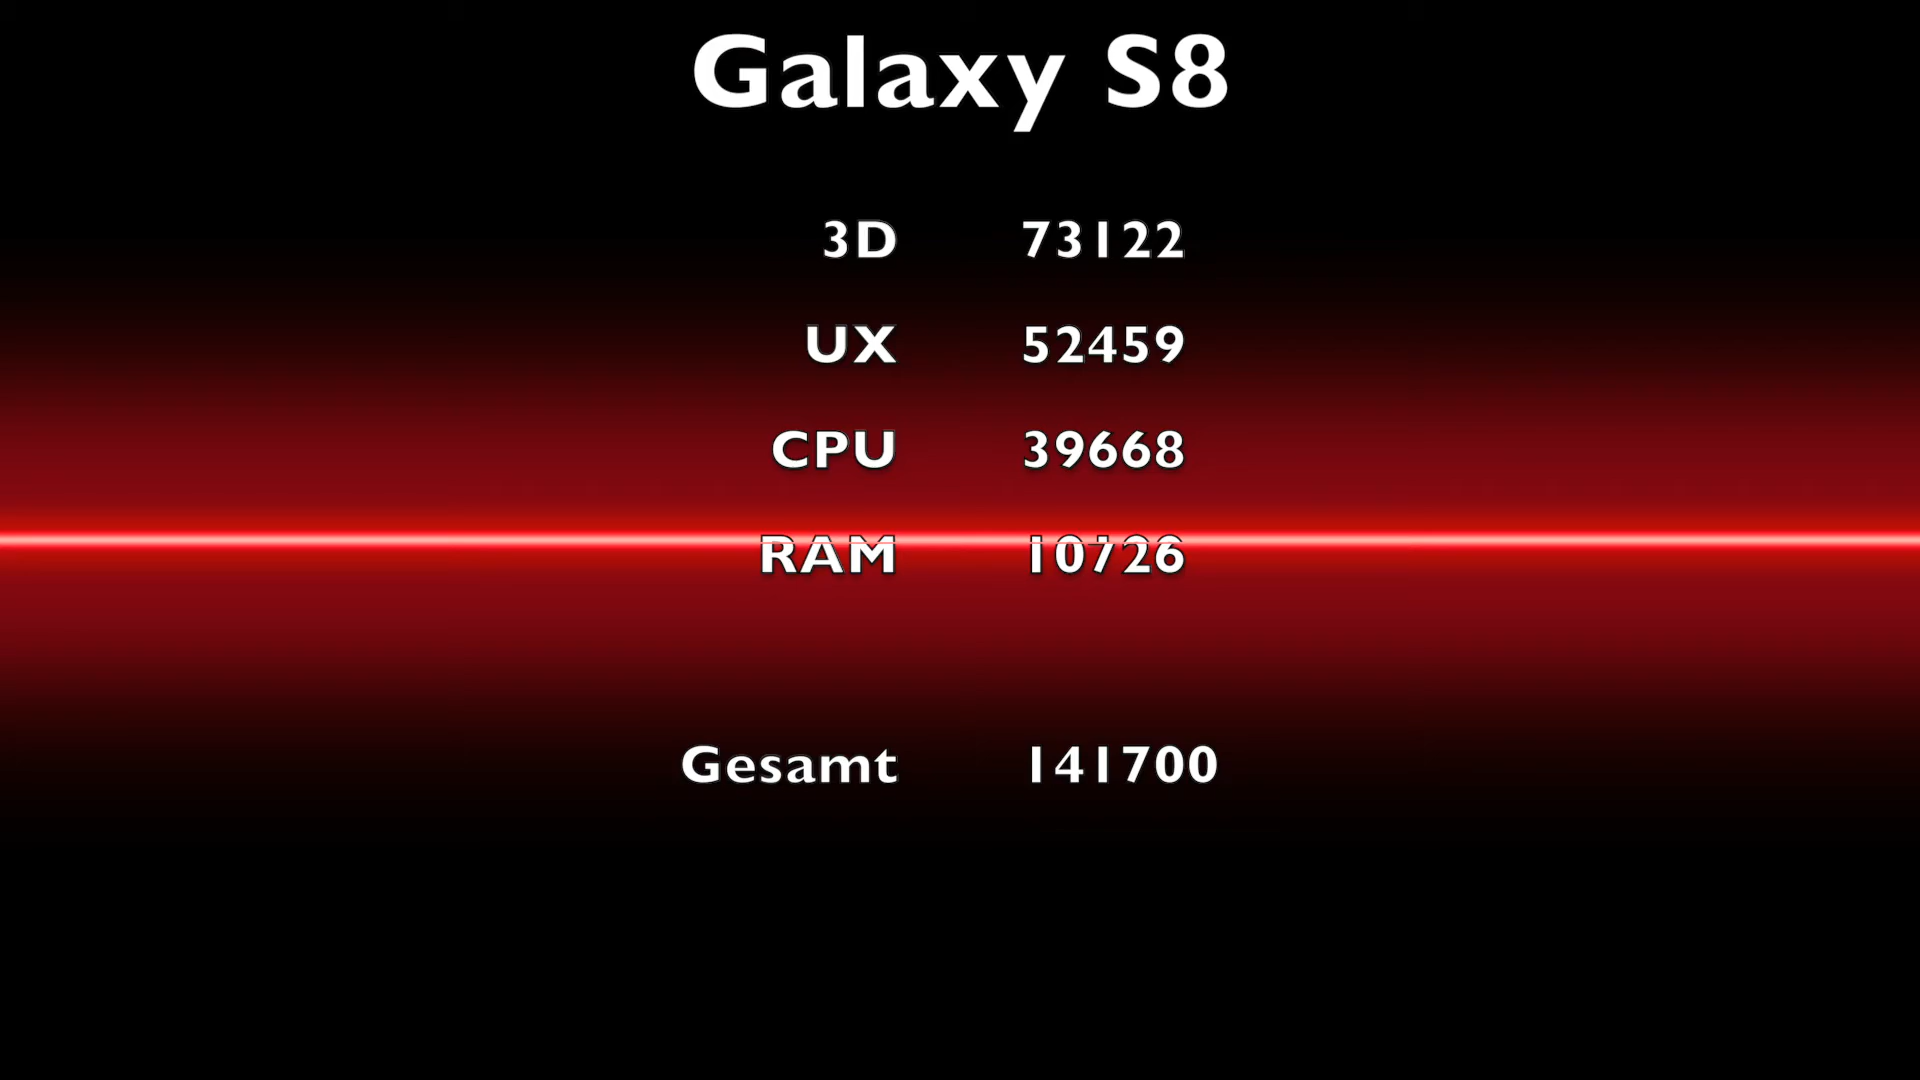 Galaxy S8
3D 73122
UX 52459
CPU 39668
RAM 10726
Gesamt 141700